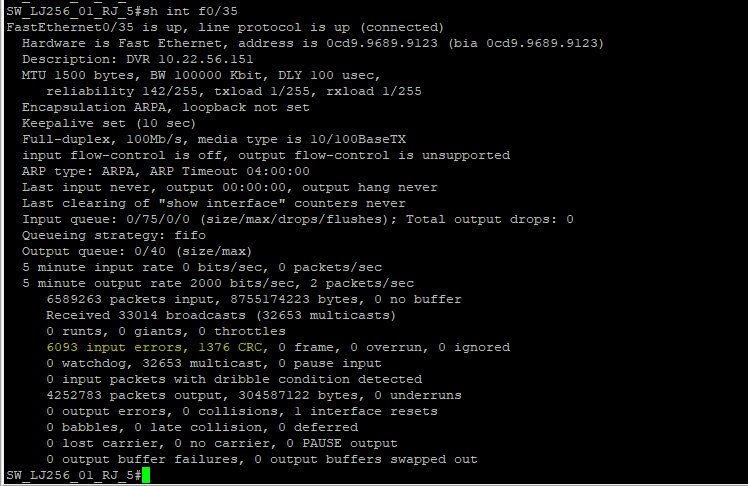 SW_LJ256_01_RJ_5#sh int f0/35
FastEthernet0/35 is up, line protocol is up (connected)
Hardware is Fast Ethernet, address is 0cd9.9689.9123 (bia 0cd9.9689.9123)
Description: DVR 10.22.56.151
MTU 1500 bytes, BW 100000 Kbit, DLY 100 usec,
reliability 142/255, txload 1/255, rxload 1/255
Encapsulation ARPA, loopback not set
Keepalive set (10 sec)
Full-duplex, 100Mb/s, media type is 10/100BaseTX
input flow-control is off, output flow-control is unsupported
ARP type: ARPA, ARP Timeout 04:00:00
Last input never, output 00:00:00, output hang never
Last clearing of "show interface" counters never
Input queue: 0/75/0/0 (size/max/drops/flushes); Total output drops: 0
Queueing strategy: fifo
Output queue: 0/40 (size/max)
5 minute input rate 0 bits/sec, 0 packets/sec
5 minute output rate 2000 bits/sec, 2 packets/sec
6589263 packets input, 8755174223 bytes, 0 no buffer
Received 33014 broadcasts (32653 multicasts)
0 runts, 0 giants, 0 throttles
6093 input errors, 1376 CRC, 0 frame, 0 overrun, 0 ignored
0 watchdog, 32653 multicast, 0 pause input
0 input packets with dribble condition detected
4252783 packets output, 304587122 bytes, 0 underruns
0 output errors, 0 collisions, 1 interface resets
0 babbles, 0 late collision, 0 deferred
0 lost carrier, 0 no carrier, 0 PAUSE output
0 output buffer failures, 0 output buffers swapped out
SW_LJ256_01_RJ_5#